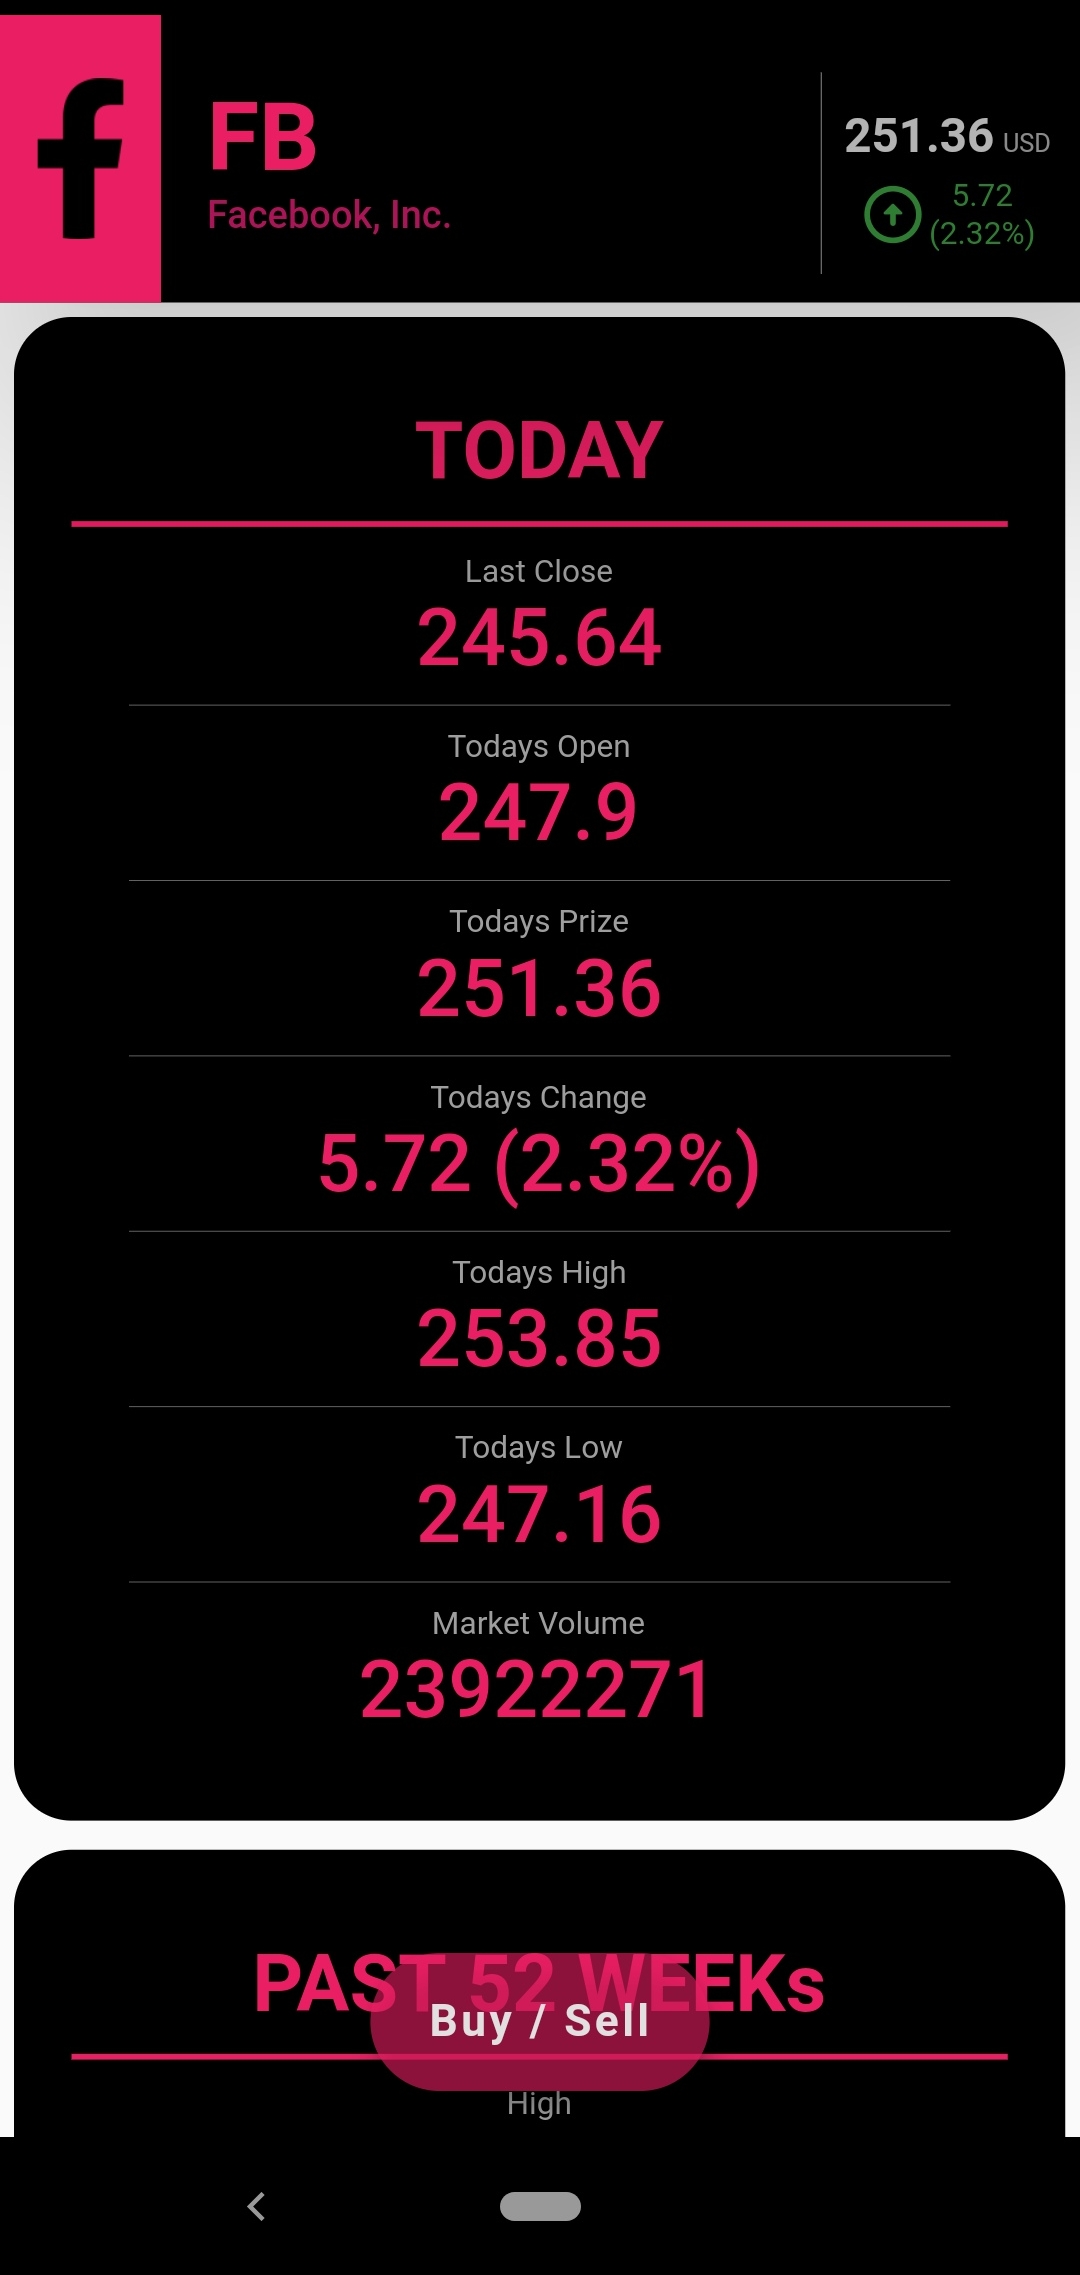 FB
Facebook, Inc.
251.36 USD
5.72
(2.32%)
TODAY
Last Close
245.64
Todays Open
247.9
Todays Prize
251.36
Todays Change
5.72 (2.32%)
Todays High
253.85
Todays Low
247.16
Market Volume
23922271
PAST 52 WEEKs
Buy / Sell
High